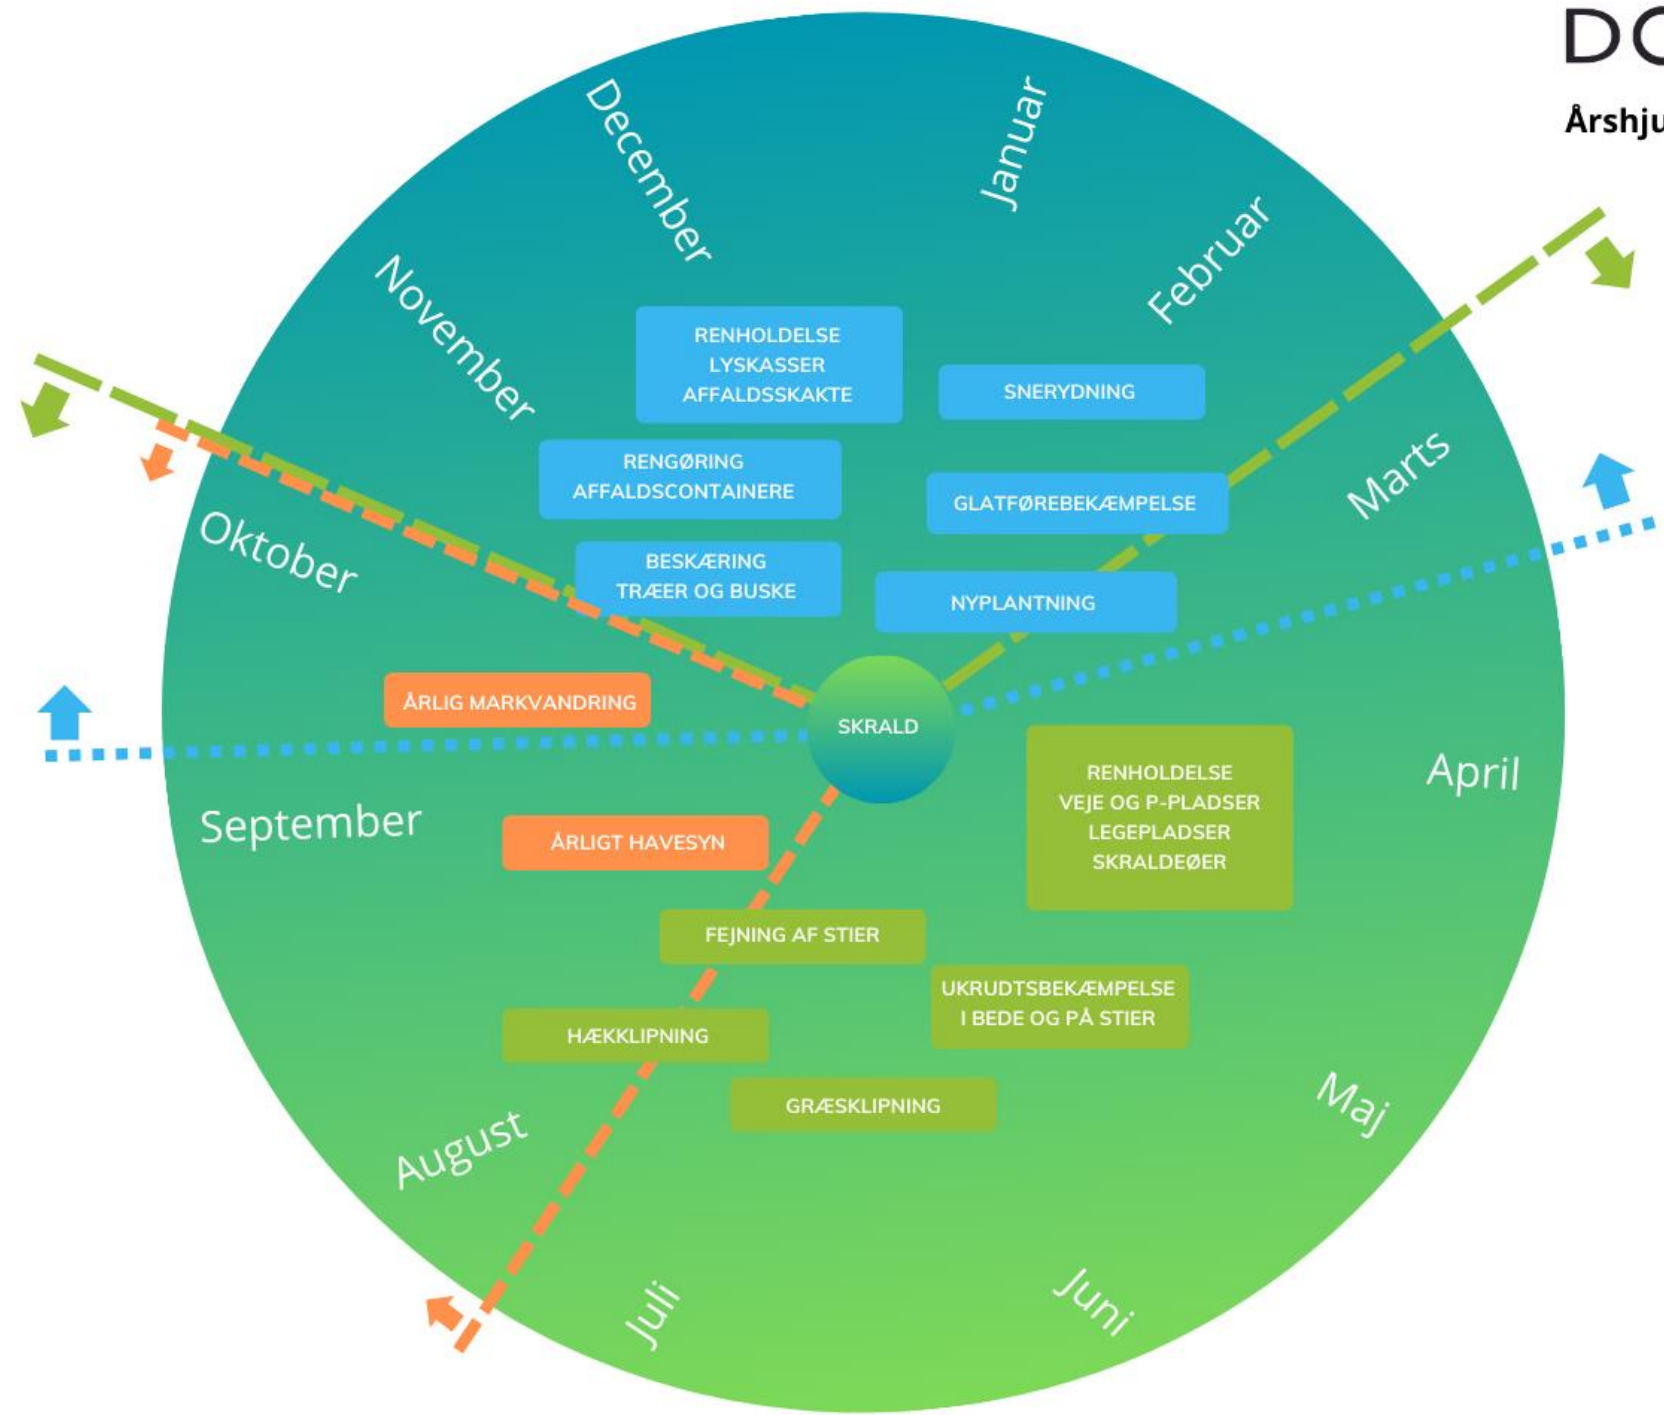 DO
Årshju
Januar
Februar
Marts
April
Maj
Juni
Juli
August
September
Oktober
November
December
RENHOLDELSE
LYSKASSER
AFFALDSSKAKTE
SNERYDNING
RENGØRING
AFFALDSCONTAINERE
GLATFØREBEKÆMPELSE
BESKÆRING
TRÆER OG BUSKE
NYPLANTNING
ÅRLIG MARKVANDRING
SKRALD
RENHOLDELSE
VEJE OG P-PLADSER
LEGEPLADSER
SKRALDEØER
ÅRLIGT HAVESYN
FEJNING AF STIER
UKRUDTSBEKÆMPELSE
I BEDE OG PÅ STIER
HÆKKLIPNING
GRÆSKLIPNING